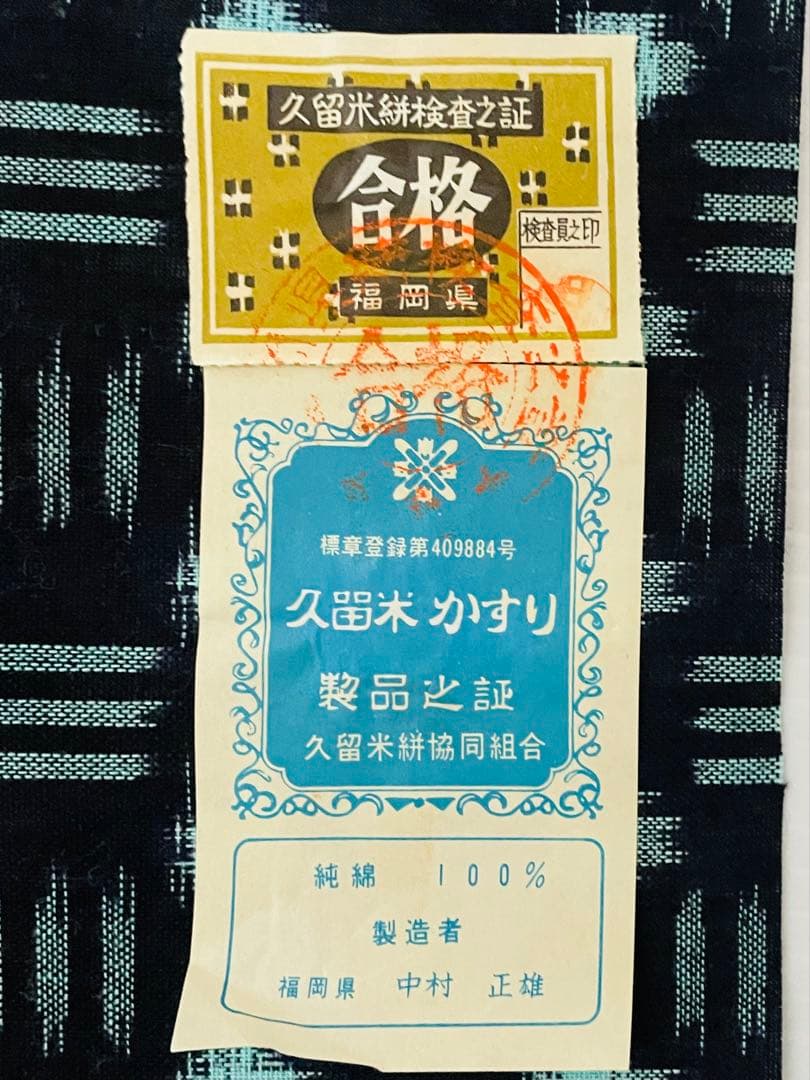 久留米絣検査之証
合格
検査員之印
福岡県
標章登録第409884号
久留米かすり
製品之証
久留米絣協同組合
純綿 100%
製造者
福岡県 中村 正雄